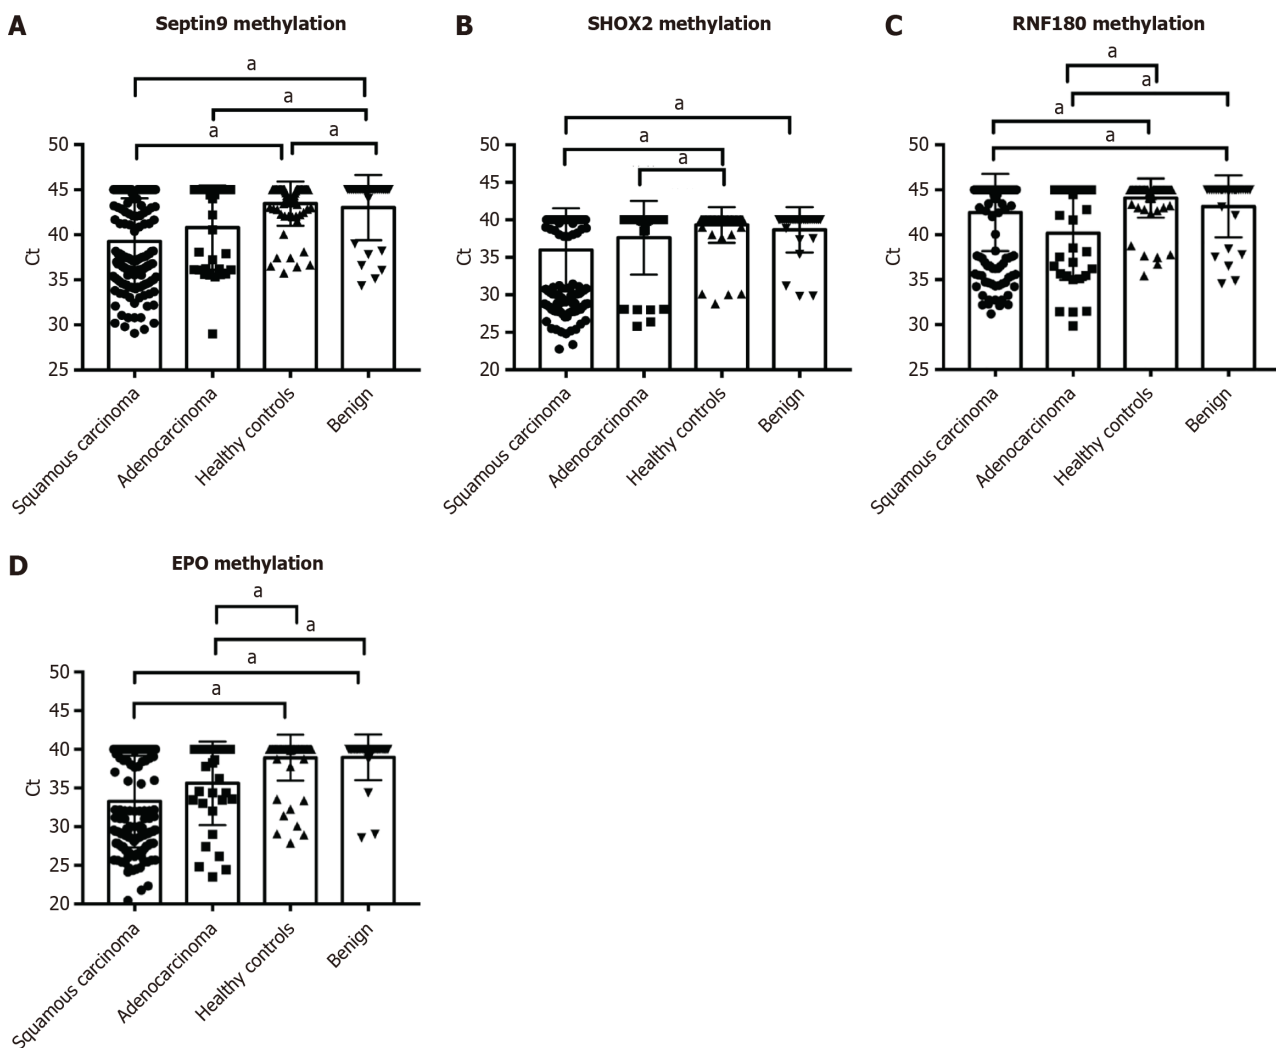 A
Septin9 methylation
a
a
a
a
50
45
40
35
30
25
Ct
Squamous carcinoma
Adenocarcinoma
Healthy controls
Benign
B
SHOX2 methylation
a
a
a
50
45
40
35
30
25
20
Ct
Squamous carcinoma
Adenocarcinoma
Healthy controls
Benign
C
RNF180 methylation
a
a
a
a
50
45
40
35
30
25
Ct
Squamous carcinoma
Adenocarcinoma
Healthy controls
Benign
D
EPO methylation
a
a
a
a
50
45
40
35
30
25
20
Ct
Squamous carcinoma
Adenocarcinoma
Healthy controls
Benign